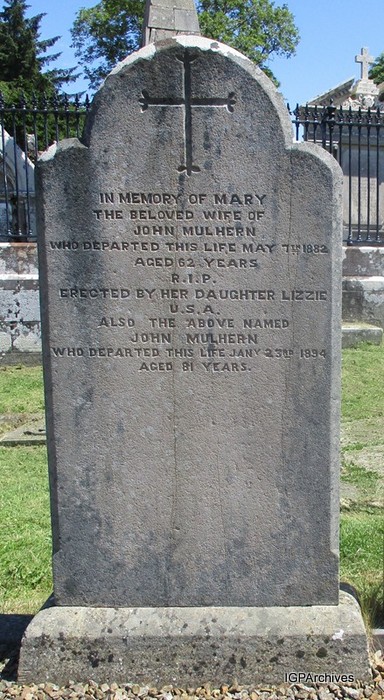 IN MEMORY OF MARY
THE BELOVED WIFE OF
JOHN MULHERN
WHO DEPARTED THIS LIFE MAY 7TH 1882
AGED 62 YEARS
R.I.P.
ERECTED BY HER DAUGHTER LIZZIE
U.S.A.
ALSO THE ABOVE NAMED
JOHN MULHERN
WHO DEPARTED THIS LIFE JANY 23RD 1894
AGED 81 YEARS.
IGPArchives